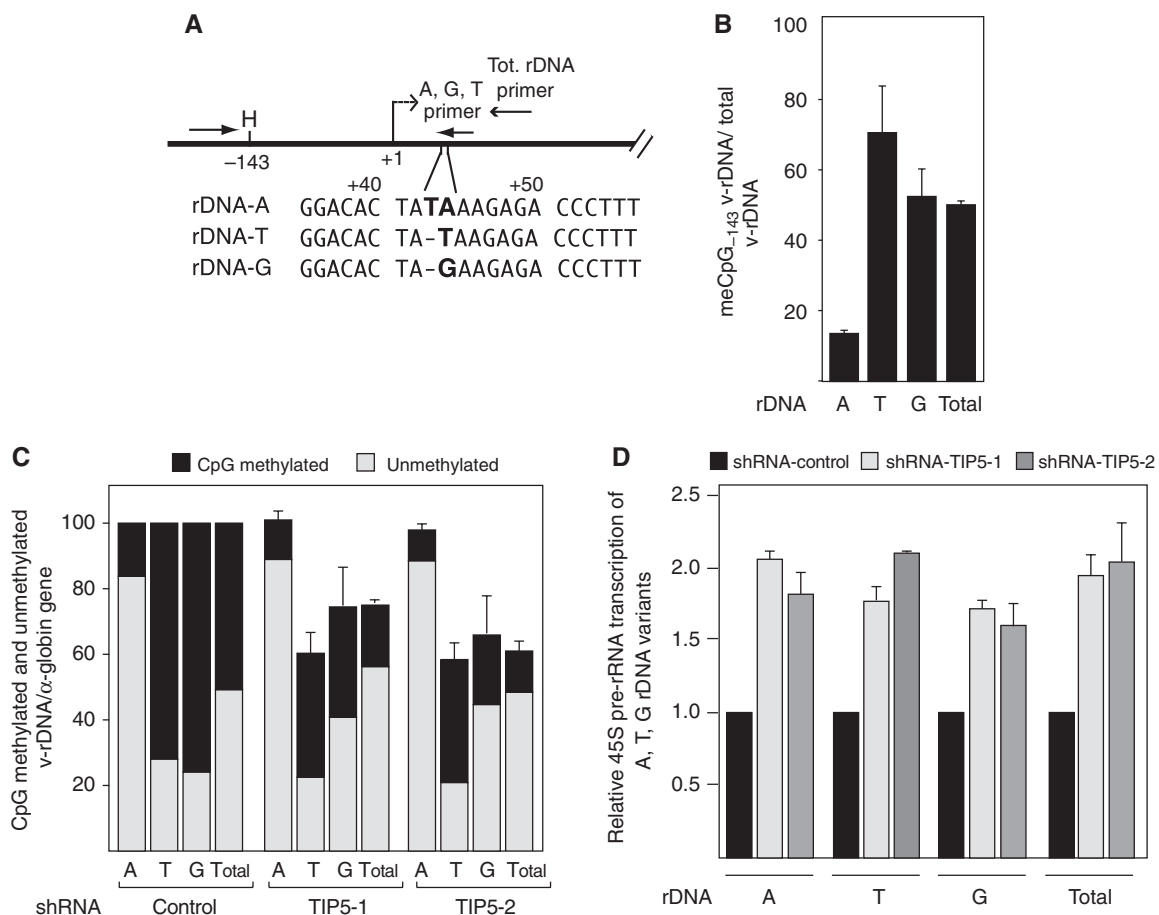 A
H
−143
+1
A, G, T
primer
Tot. rDNA
primer
+40
+50
rDNA-A GGACAC TATAAAGAGA CCCTTT
rDNA-T GGACAC TA-TAAGAGA CCCTTT
rDNA-G GGACAC TA-GAAGAGA CCCTTT
B
meCpG−143 v-rDNA/ total
v-rDNA
100
80
60
40
20
rDNA A T G Total
C
CpG methylated Unmethylated
CpG methylated and unmethylated
v-rDNA/α-globin gene
100
80
60
40
20
A T G Total A T G Total A T G Total
shRNA Control TIP5-1 TIP5-2
D
shRNA-control shRNA-TIP5-1 shRNA-TIP5-2
Relative 45S pre-rRNA transcription of
A, T, G rDNA variants
2.5
2.0
1.5
1.0
0.5
rDNA A T G Total